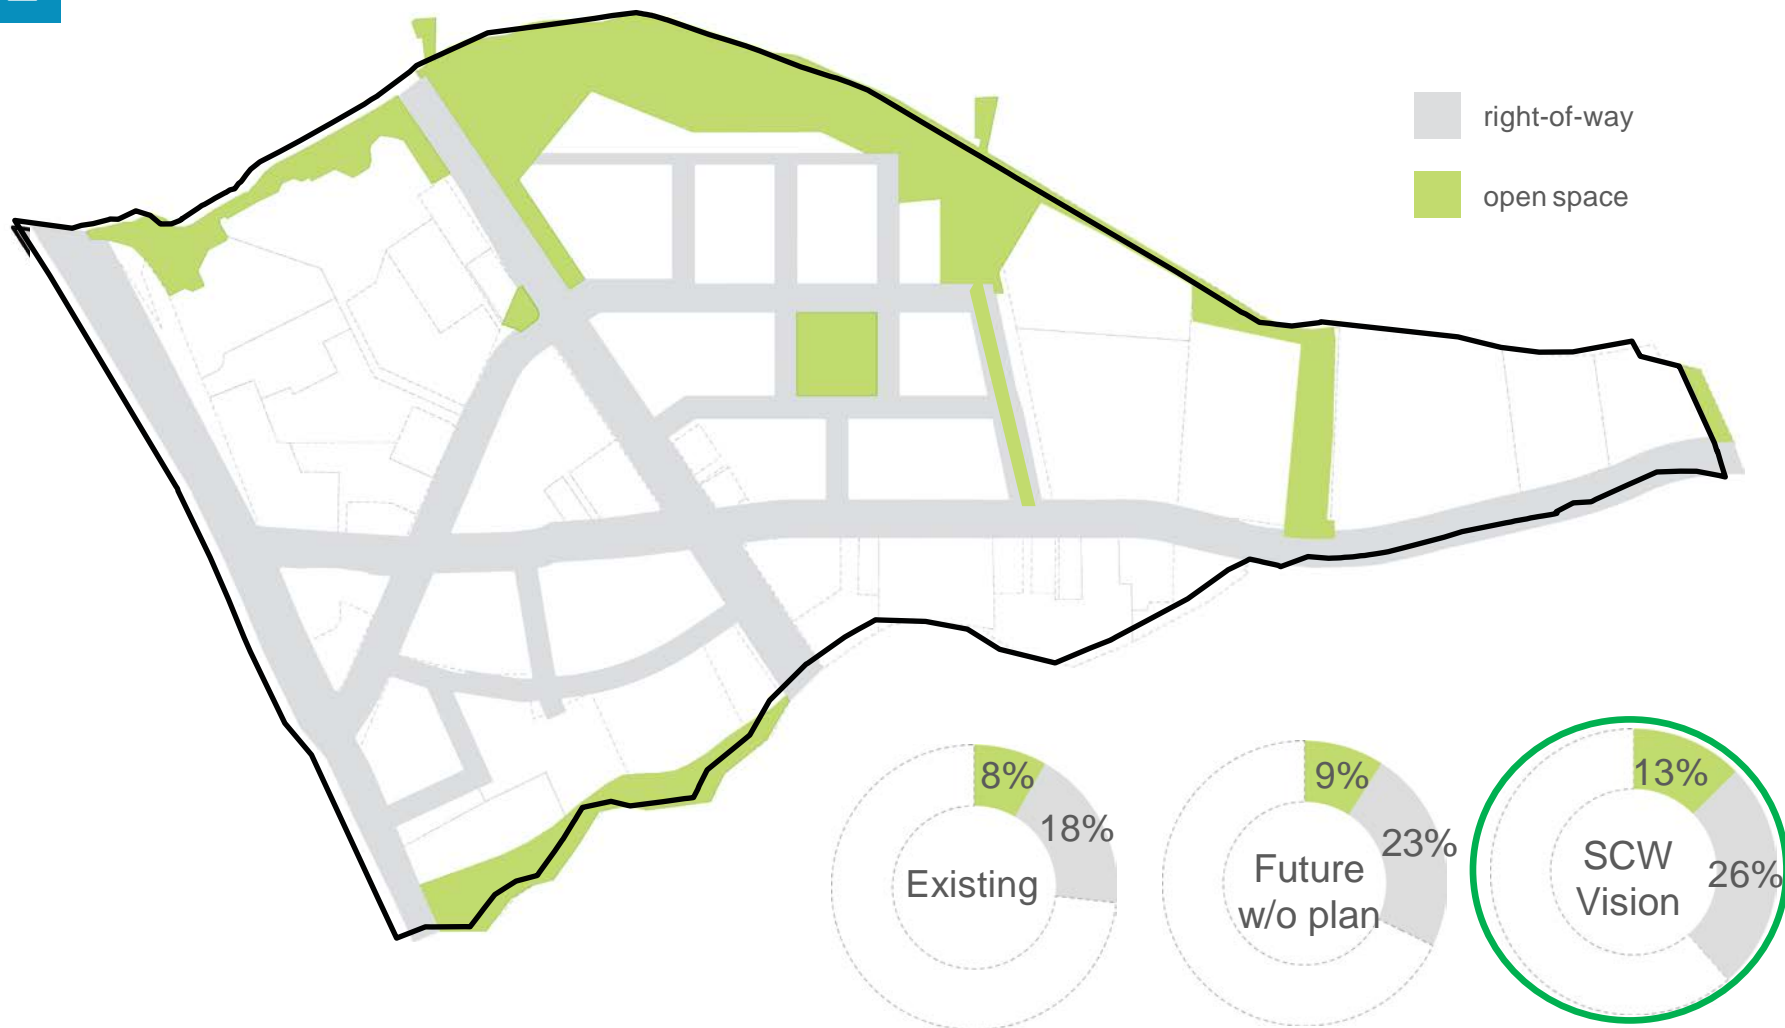 right-of-way
open space
8%
18%
Existing
9%
23%
Future
w/o plan
13%
26%
SCW
Vision